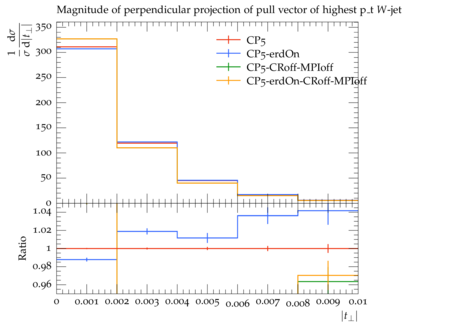 Magnitude of perpendicular projection of pull vector of highest p_t W-jet
1/σ dσ/d|t⊥|
350
300
250
200
150
100
50
0
CP5
CP5-erdOn
CP5-CRoff-MPIoff
CP5-erdOn-CRoff-MPIoff
Ratio
1.04
1.02
1
0.98
0.96
0 0.001 0.002 0.003 0.004 0.005 0.006 0.007 0.008 0.009 0.01
|t⊥|